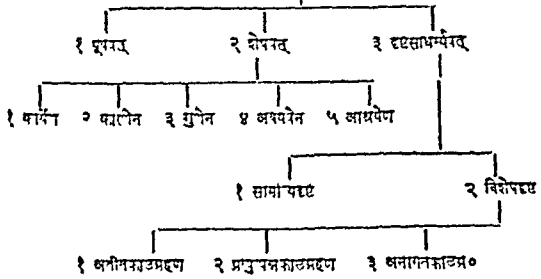 १ पूर्ववत् २ शेषवत् ३ दृष्टसाधर्म्यवत्
१ कार्येण २ कारणेन ३ गुणेन ४ अवयवेन ५ आश्रयेण
१ सामान्यदृष्ट २ विशेषदृष्ट
१ अतीतकालग्रहण २ प्रत्युत्पन्नकालग्रहण ३ अनागतकालग्र०